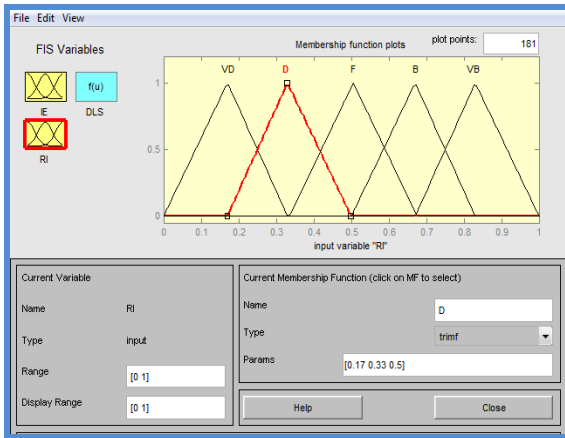 File Edit View
FIS Variables
f(u)
IE
DLS
RI
Membership function plots
plot points:
181
VD
D
F
B
VB
1
0.5
0
0 0.1 0.2 0.3 0.4 0.5 0.6 0.7 0.8 0.9 1
input variable "RI"
Current Variable
Name
RI
Type
input
Range
[0 1]
Display Range
[0 1]
Current Membership Function (click on MF to select)
Name
D
Type
trimf
Params
[0.17 0.33 0.5]
Help
Close